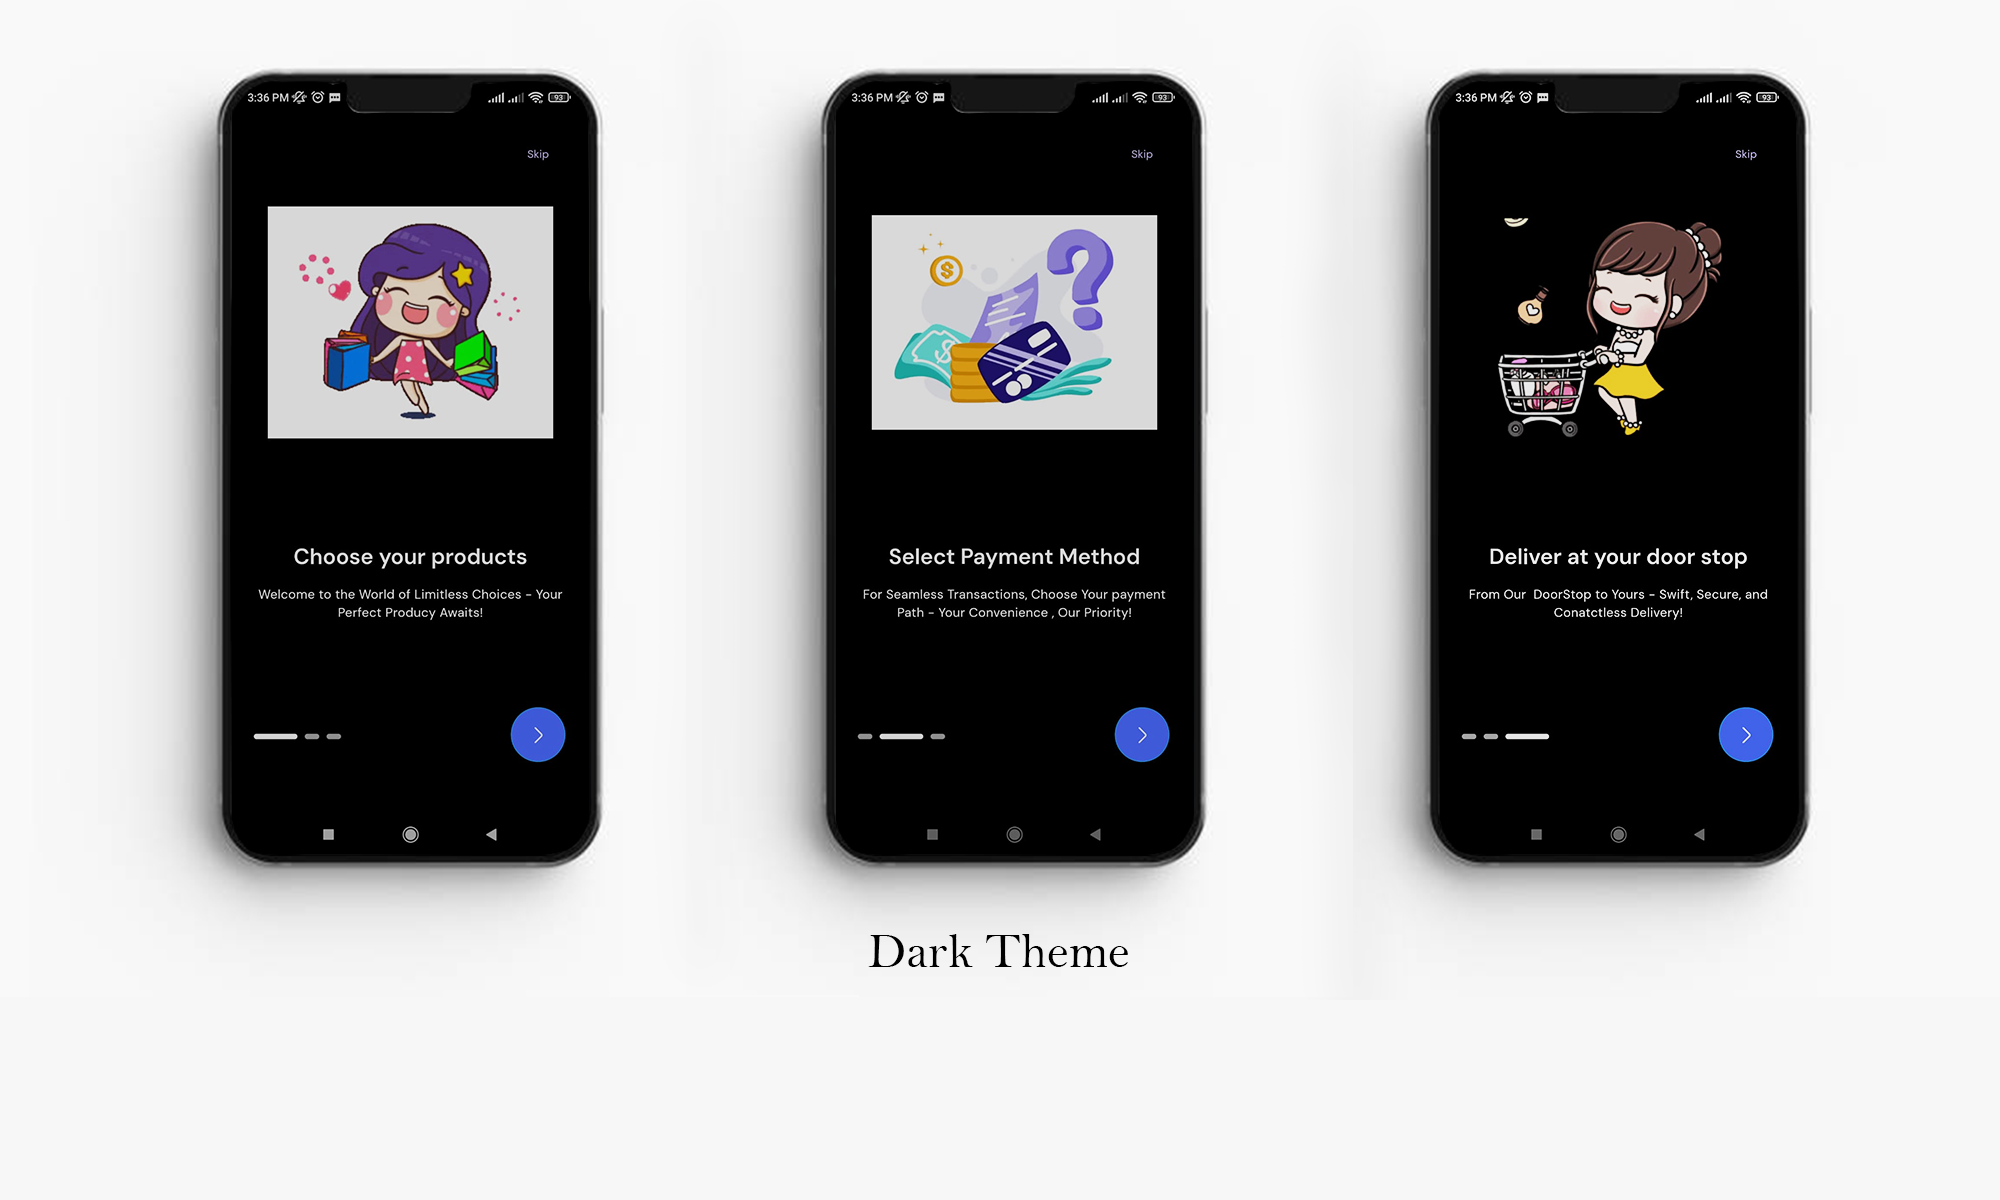 3:36 PM
93
Skip
Choose your products
Welcome to the World of Limitless Choices - Your
Perfect Producy Awaits!
3:36 PM
93
Skip
$
?
$
Select Payment Method
For Seamless Transactions, Choose Your payment
Path - Your Convenience , Our Priority!
3:36 PM
93
Skip
Deliver at your door stop
From Our  DoorStop to Yours - Swift, Secure, and
Conatctless Delivery!
Dark Theme